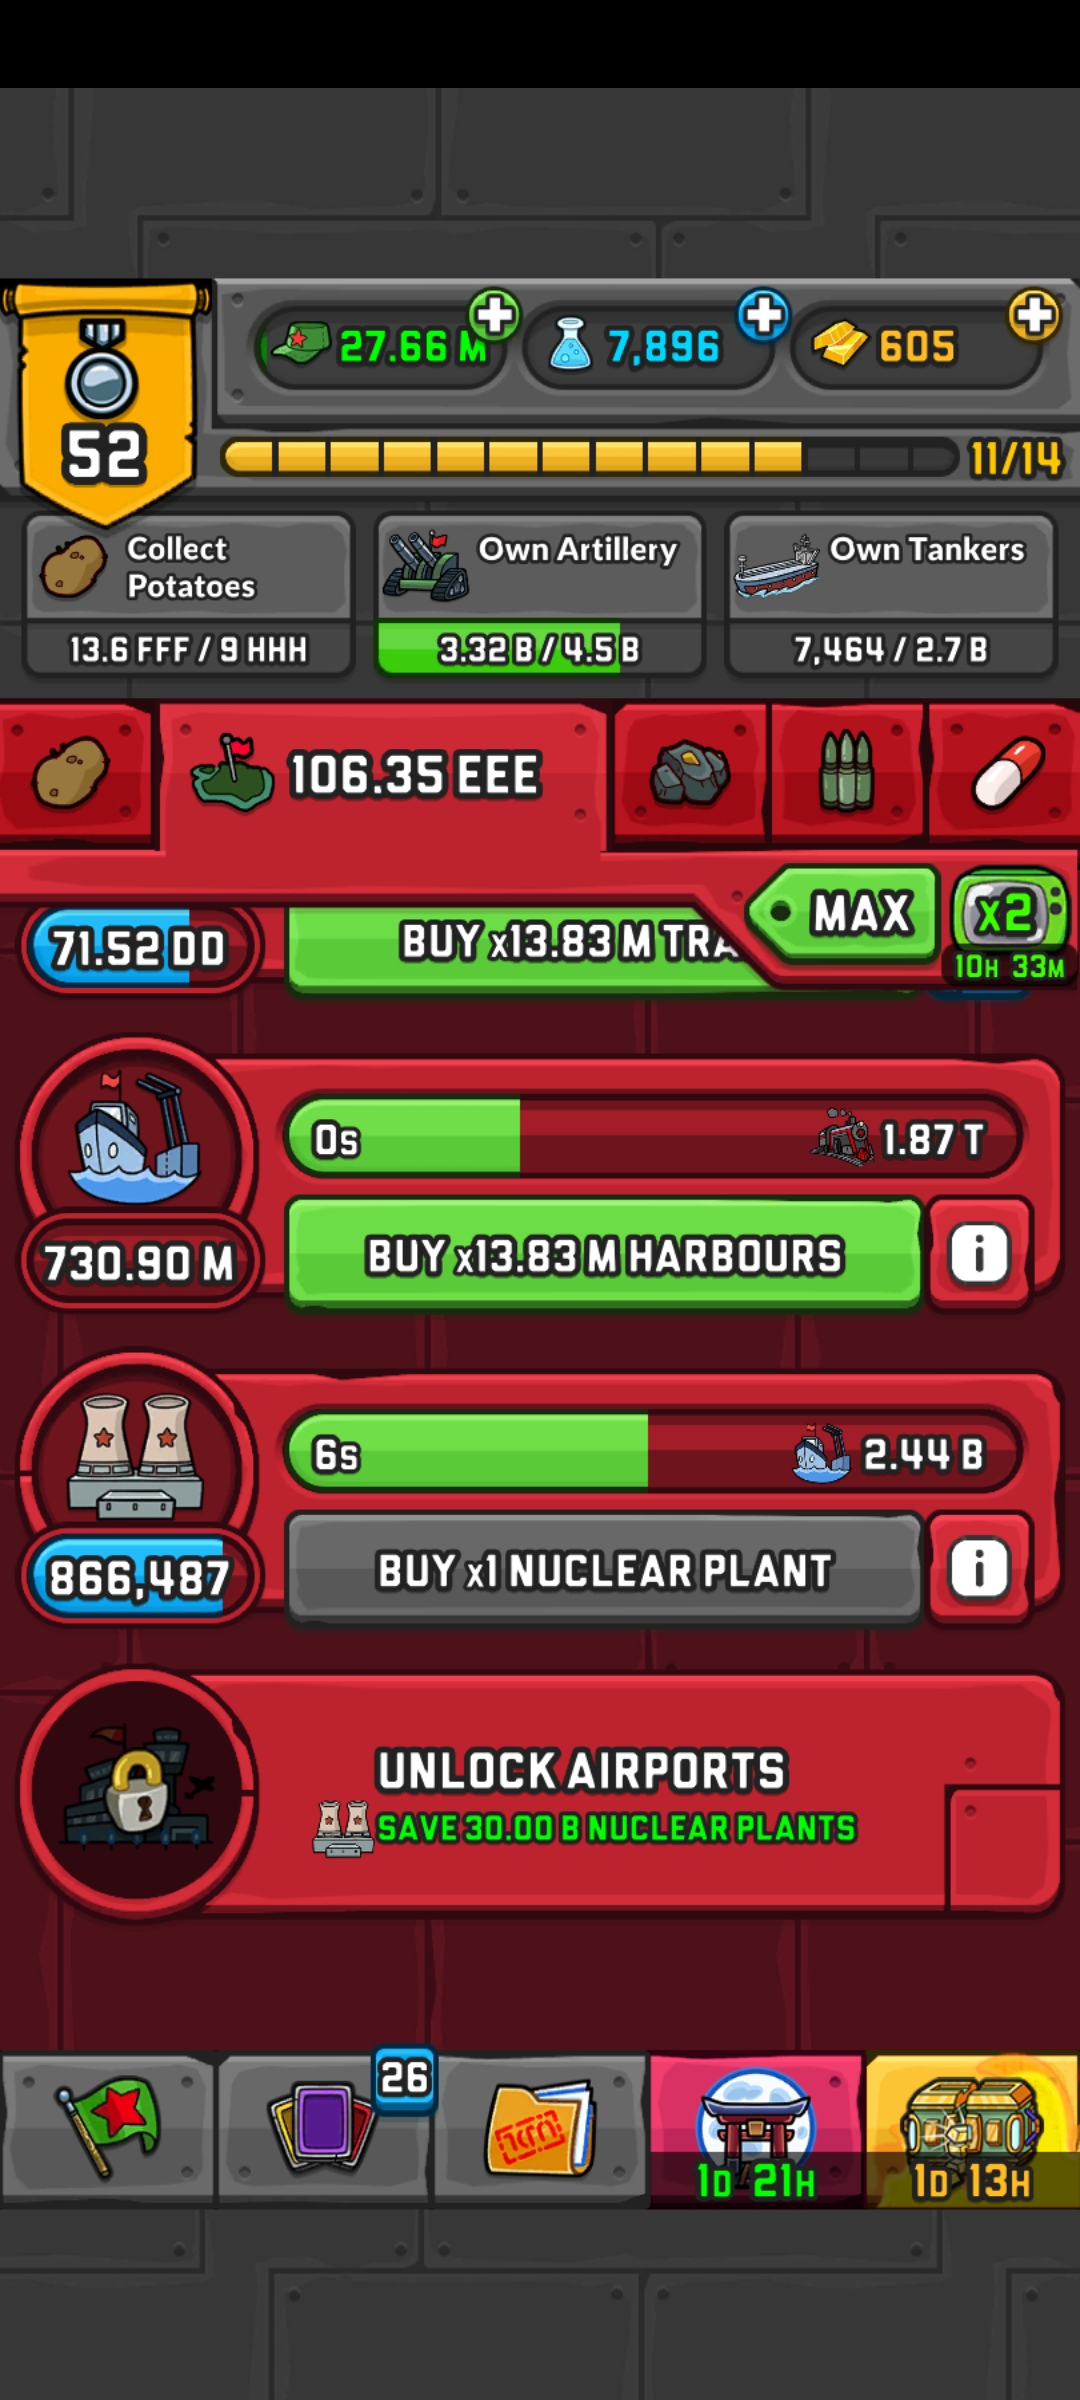 27.66 M
7,896
605
52
11/14
Collect
Potatoes
13.6 FFF / 9 HHH
Own Artillery
3.32 B / 4.5 B
Own Tankers
7,464 / 2.7 B
106.35 EEE
MAX
x2
10H 33M
71.52 DD
BUY x13.83 M TRA
0s
1.87 T
730.90 M
BUY x13.83 M HARBOURS
i
6s
2.44 B
866,487
BUY x1 NUCLEAR PLANT
i
UNLOCK AIRPORTS
SAVE 30.00 B NUCLEAR PLANTS
26
1D 21H
1D 13H